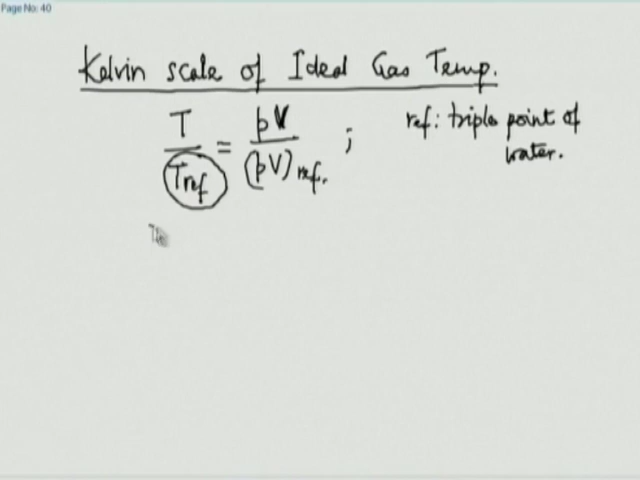 Page No: 40
Kelvin scale of Ideal Gas Temp.
T / Tref = pV / (pV)ref. ; ref: triple point of water.